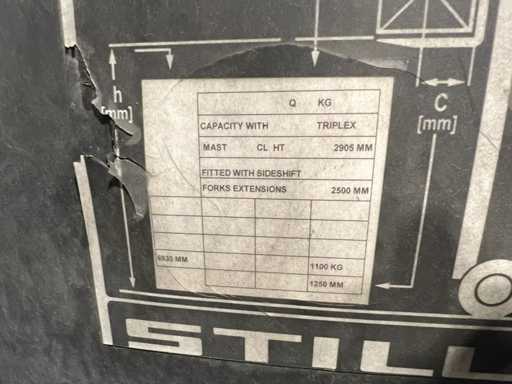 h
[mm]
C
[mm]
Q KG
CAPACITY WITH TRIPLEX
MAST CL HT 2905 MM
FITTED WITH SIDESHIFT
FORKS EXTENSIONS 2500 MM
6935 MM 1100 KG
1250 MM
STILL